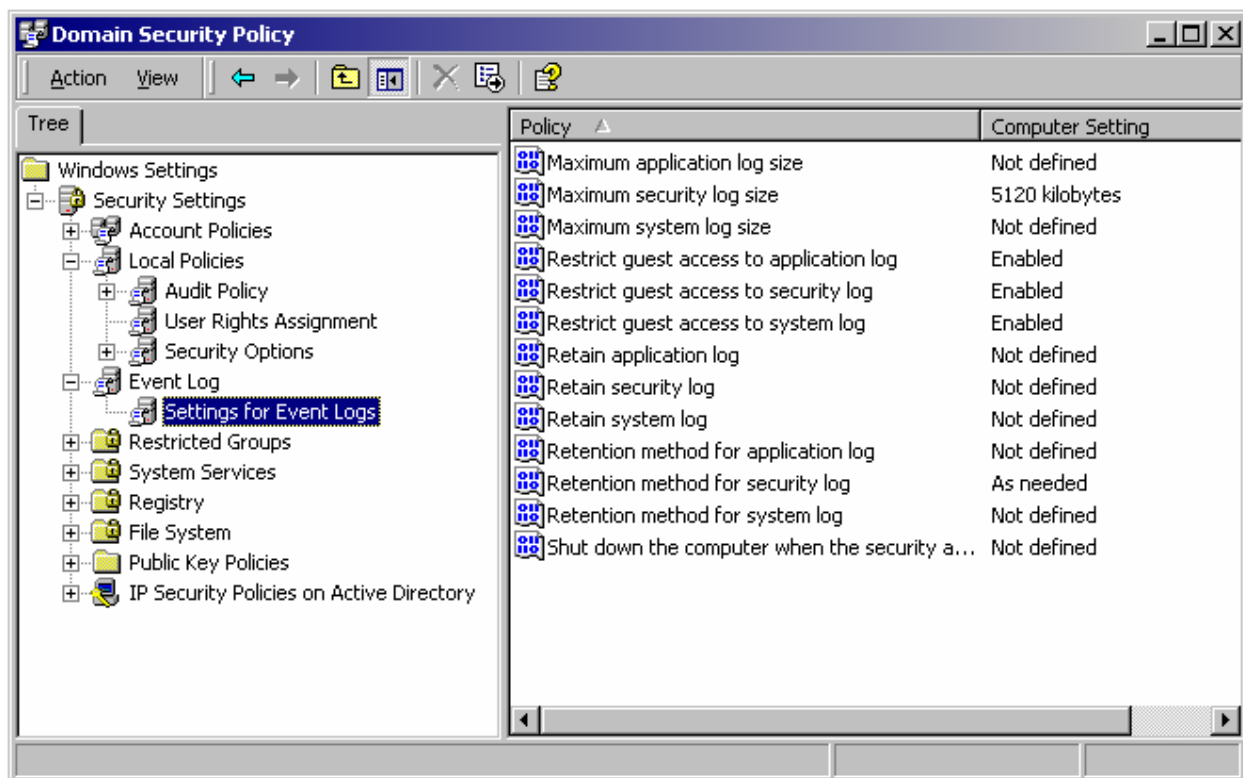 Domain Security Policy
Action View
Tree
Windows Settings
Security Settings
Account Policies
Local Policies
Audit Policy
User Rights Assignment
Security Options
Event Log
Settings for Event Logs
Restricted Groups
System Services
Registry
File System
Public Key Policies
IP Security Policies on Active Directory
Policy Computer Setting
Maximum application log size Not defined
Maximum security log size 5120 kilobytes
Maximum system log size Not defined
Restrict guest access to application log Enabled
Restrict guest access to security log Enabled
Restrict guest access to system log Enabled
Retain application log Not defined
Retain security log Not defined
Retain system log Not defined
Retention method for application log Not defined
Retention method for security log As needed
Retention method for system log Not defined
Shut down the computer when the security a... Not defined